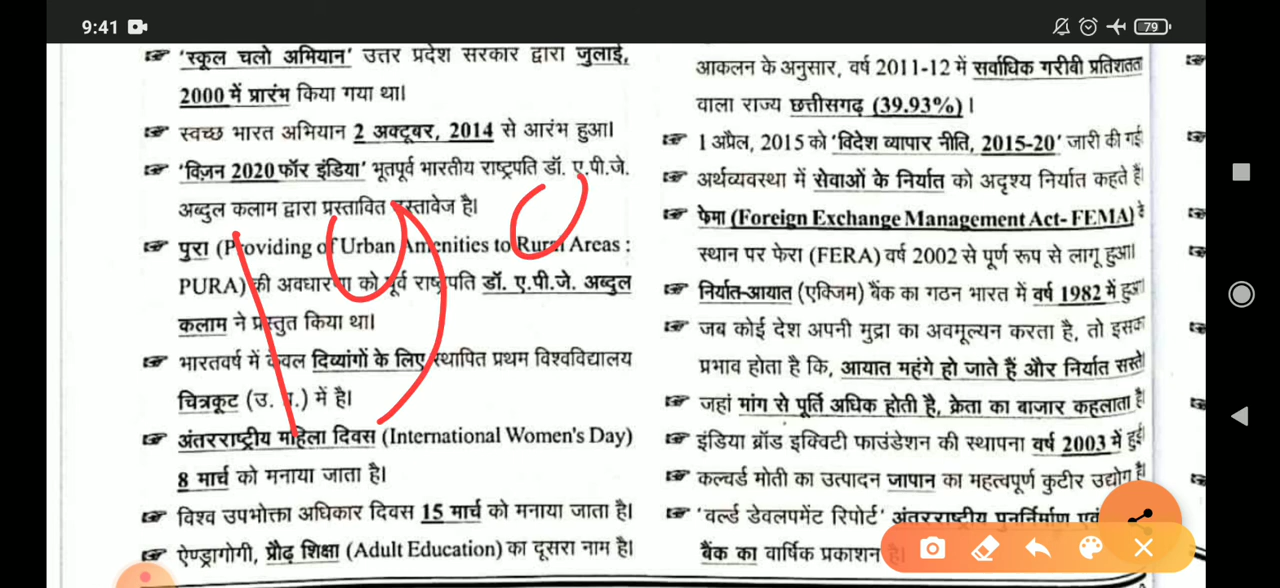 9:41
79
'स्कूल चलो अभियान' उत्तर प्रदेश सरकार द्वारा जुलाई,
2000 में प्रारंभ किया गया था।
स्वच्छ भारत अभियान 2 अक्टूबर, 2014 से आरंभ हुआ।
'विज़न 2020 फॉर इंडिया' भूतपूर्व भारतीय राष्ट्रपति डॉ. ए.पी.जे.
अब्दुल कलाम द्वारा प्रस्तावित दस्तावेज है।
पुरा (Providing of Urban Amenities to Rural Areas :
PURA) की अवधारणा को पूर्व राष्ट्रपति डॉ. ए.पी.जे. अब्दुल
कलाम ने प्रस्तुत किया था।
भारतवर्ष में केवल दिव्यांगों के लिए स्थापित प्रथम विश्वविद्यालय
चित्रकूट (उ. प्र.) में है।
अंतरराष्ट्रीय महिला दिवस (International Women's Day)
8 मार्च को मनाया जाता है।
विश्व उपभोक्ता अधिकार दिवस 15 मार्च को मनाया जाता है।
ऐण्ड्रागोगी, प्रौढ़ शिक्षा (Adult Education) का दूसरा नाम है।
आकलन के अनुसार, वर्ष 2011-12 में सर्वाधिक गरीबी प्रतिशतता
वाला राज्य छत्तीसगढ़ (39.93%) ।
1 अप्रैल, 2015 को 'विदेश व्यापार नीति, 2015-20' जारी की गई
अर्थव्यवस्था में सेवाओं के निर्यात को अदृश्य निर्यात कहते हैं।
फेमा (Foreign Exchange Management Act- FEMA) के
स्थान पर फेरा (FERA) वर्ष 2002 से पूर्ण रूप से लागू हुआ।
निर्यात-आयात (एक्जिम) बैंक का गठन भारत में वर्ष 1982 में हुआ।
जब कोई देश अपनी मुद्रा का अवमूल्यन करता है, तो इसका
प्रभाव होता है कि, आयात महंगे हो जाते हैं और निर्यात सस्ते।
जहां मांग से पूर्ति अधिक होती है, क्रेता का बाजार कहलाता है।
इंडिया ब्रॉड इक्विटी फाउंडेशन की स्थापना वर्ष 2003 में हुई।
कल्चर्ड मोती का उत्पादन जापान का महत्वपूर्ण कुटीर उद्योग है।
'वर्ल्ड डेवलपमेंट रिपोर्ट' अंतरराष्ट्रीय पुनर्निर्माण एवं
बैंक का वार्षिक प्रकाशन है।